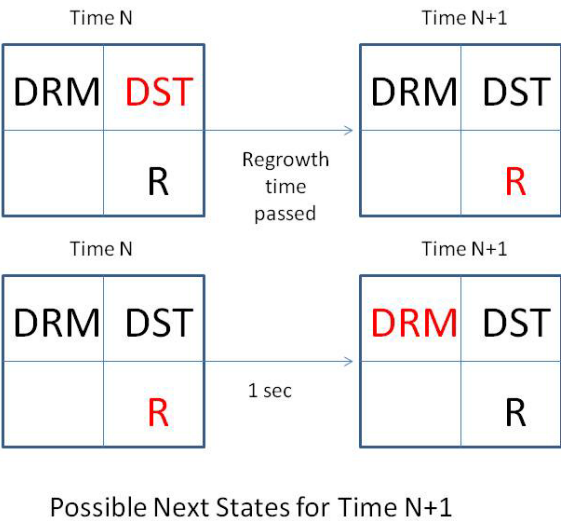 Time N
Time N+1
DRM DST
DRM DST
R
R
Regrowth
time
passed
Time N
Time N+1
DRM DST
DRM DST
R
R
1 sec
Possible Next States for Time N+1